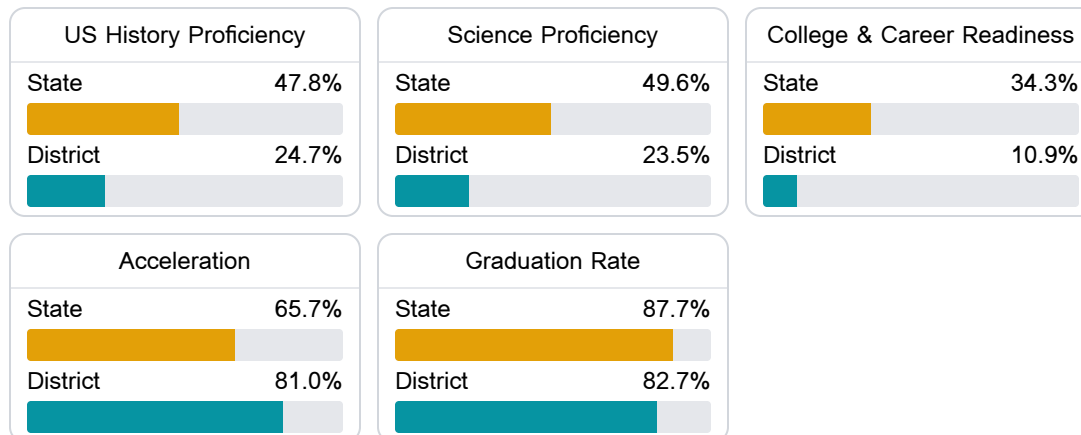 US History Proficiency
State 47.8%
District 24.7%
Science Proficiency
State 49.6%
District 23.5%
College & Career Readiness
State 34.3%
District 10.9%
Acceleration
State 65.7%
District 81.0%
Graduation Rate
State 87.7%
District 82.7%